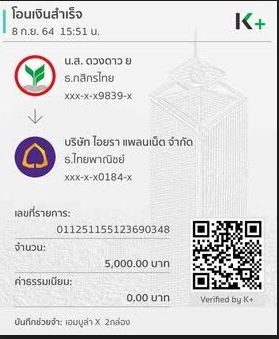 โอนเงินสำเร็จ
8 ก.ย. 64  15:51 น.
K+
น.ส. ดวงดาว ย
ธ.กสิกรไทย
xxx-x-x9839-x
บริษัท ไอยรา แพลนเน็ต จำกัด
ธ.ไทยพาณิชย์
xxx-x-x0184-x
เลขที่รายการ:
011251155123690348
จำนวน:
5,000.00 บาท
ค่าธรรมเนียม:
0.00 บาท
Verified by K+
บันทึกช่วยจำ: เอมบูล่า X  2กล่อง